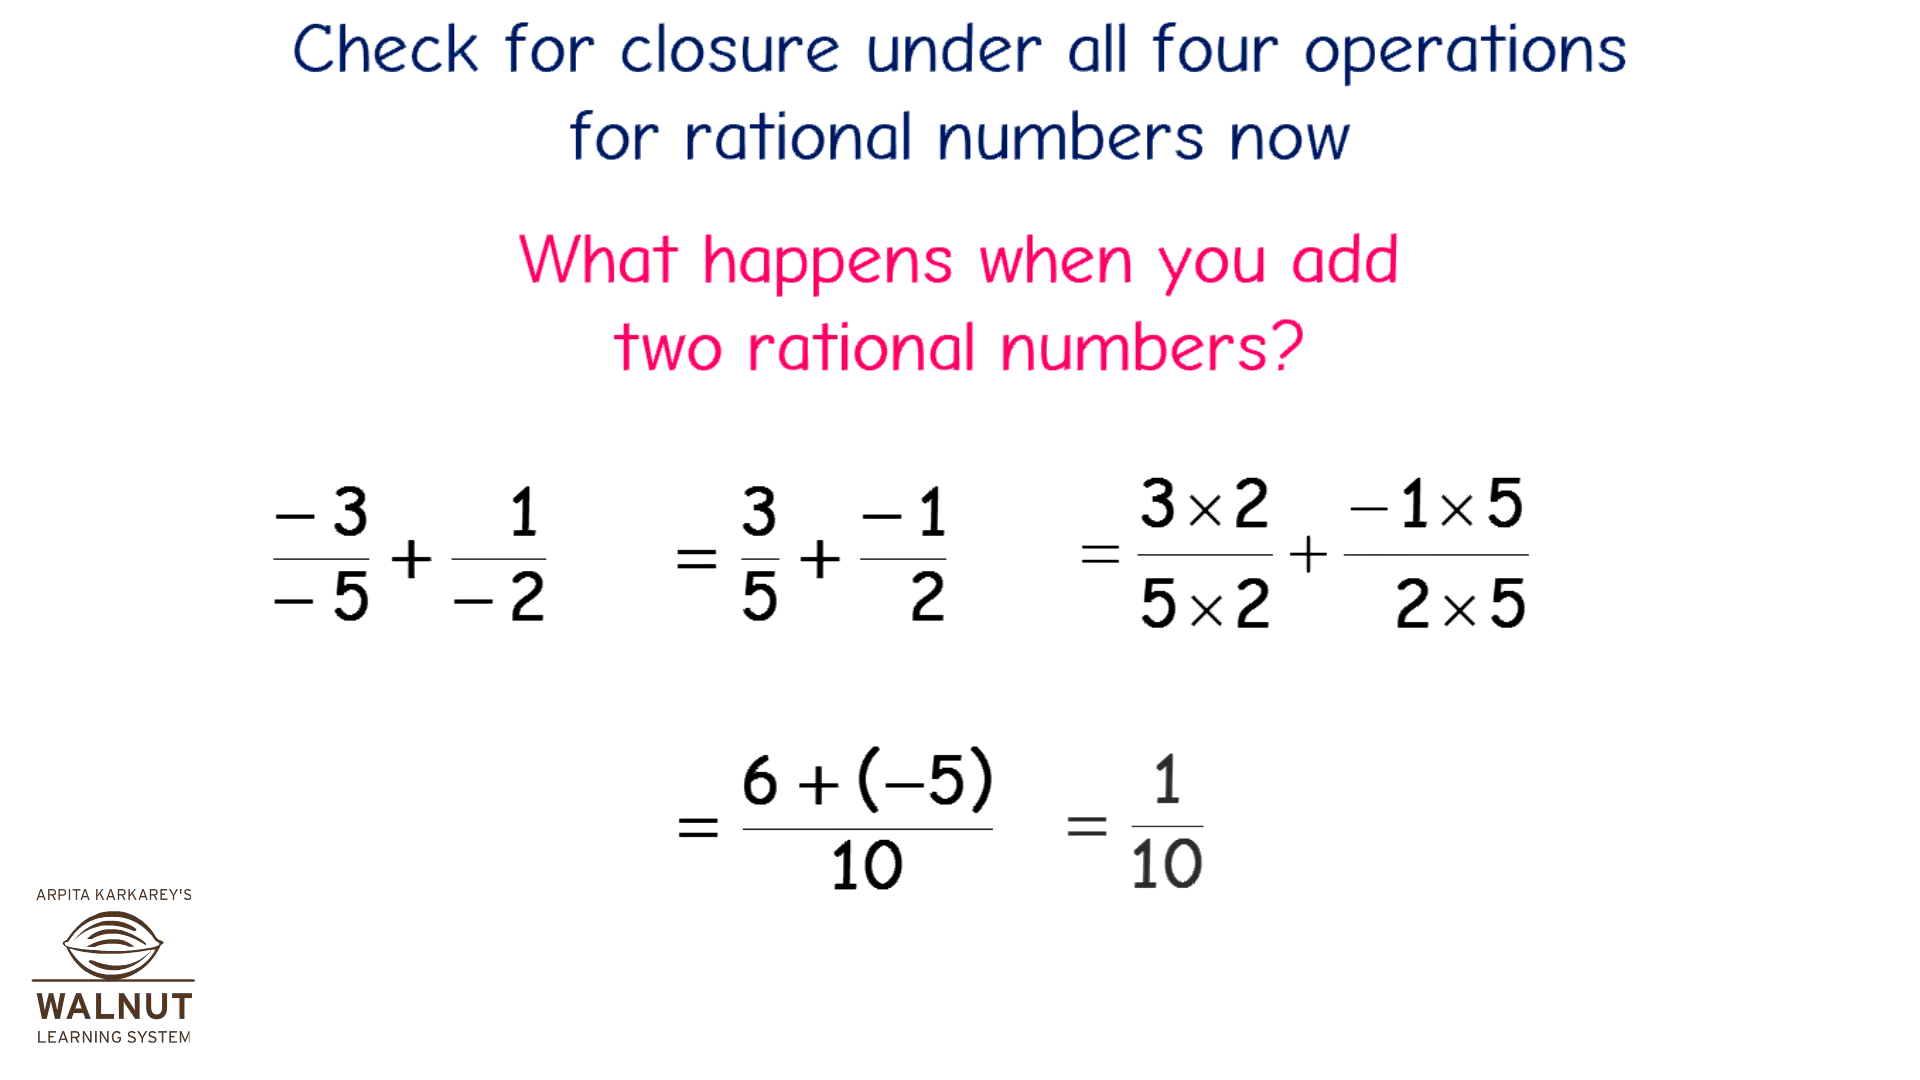 Check for closure under all four operations
for rational numbers now
What happens when you add
two rational numbers?
−3/−5 + 1/−2 = 3/5 + −1/2 = 3×2/5×2 + −1×5/2×5
= 6 + (−5)/10 = 1/10
ARPITA KARKAREY'S
WALNUT
LEARNING SYSTEM